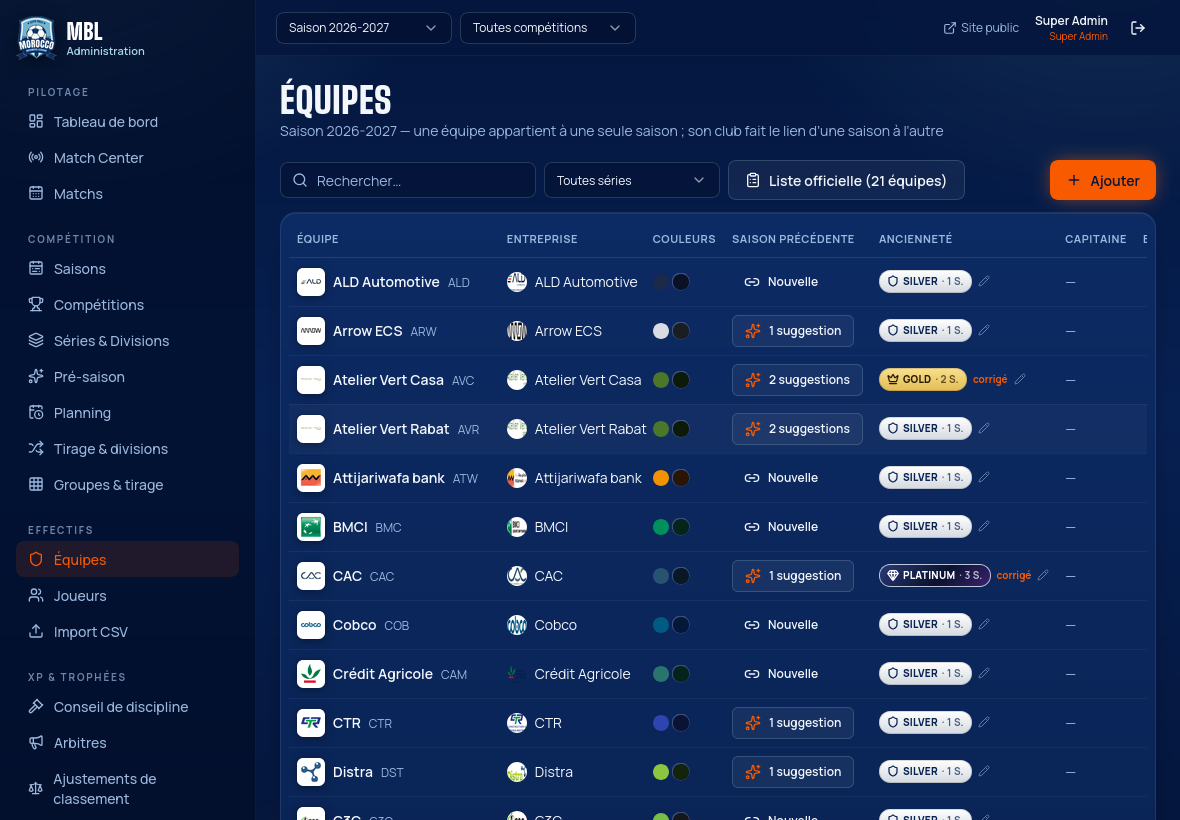 MBL
Administration
MOROCCO
PILOTAGE
Tableau de bord
Match Center
Matchs
COMPÉTITION
Saisons
Compétitions
Séries & Divisions
Pré-saison
Planning
Tirage & divisions
Groupes & tirage
EFFECTIFS
Équipes
Joueurs
Import CSV
XP & TROPHÉES
Conseil de discipline
Arbitres
Ajustements de
classement
Saison 2026-2027
Toutes compétitions
Site public
Super Admin
Super Admin
ÉQUIPES
Saison 2026-2027 — une équipe appartient à une seule saison ; son club fait le lien d'une saison à l'autre
Rechercher...
Toutes séries
Liste officielle (21 équipes)
Ajouter
ÉQUIPE ENTREPRISE COULEURS SAISON PRÉCÉDENTE ANCIENNETÉ CAPITAINE
ALD Automotive ALD ALD Automotive Nouvelle SILVER · 1 S. —
Arrow ECS ARW Arrow ECS 1 suggestion SILVER · 1 S. —
Atelier Vert Casa AVC Atelier Vert Casa 2 suggestions GOLD · 2 S. corrigé —
Atelier Vert Rabat AVR Atelier Vert Rabat 2 suggestions SILVER · 1 S. —
Attijariwafa bank ATW Attijariwafa bank Nouvelle SILVER · 1 S. —
BMCI BMC BMCI Nouvelle SILVER · 1 S. —
CAC CAC CAC 1 suggestion PLATINUM · 3 S. corrigé —
Cobco COB Cobco Nouvelle SILVER · 1 S. —
Crédit Agricole CAM Crédit Agricole Nouvelle SILVER · 1 S. —
CTR CTR CTR 1 suggestion SILVER · 1 S. —
Distra DST Distra 1 suggestion SILVER · 1 S. —